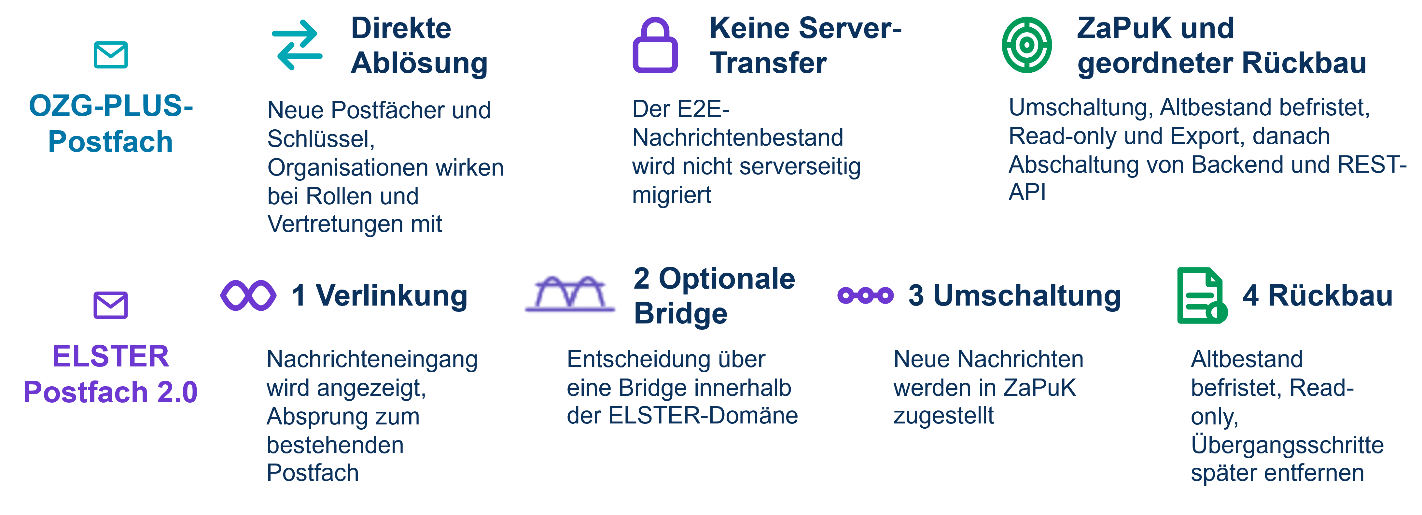 OZG-PLUS-
Postfach
Direkte
Ablösung
Neue Postfächer und
Schlüssel,
Organisationen wirken
bei Rollen und
Vertretungen mit
Keine Server-
Transfer
Der E2E-
Nachrichtenbestand
wird nicht serverseitig
migriert
ZaPuK und
geordneter Rückbau
Umschaltung, Altbestand befristet,
Read-only und Export, danach
Abschaltung von Backend und REST-
API
ELSTER
Postfach 2.0
1 Verlinkung
Nachrichteneingang
wird angezeigt,
Absprung zum
bestehenden
Postfach
2 Optionale
Bridge
Entscheidung über
eine Bridge innerhalb
der ELSTER-Domäne
3 Umschaltung
Neue Nachrichten
werden in ZaPuK
zugestellt
4 Rückbau
Altbestand
befristet, Read-
only,
Übergangsschritte
später entfernen